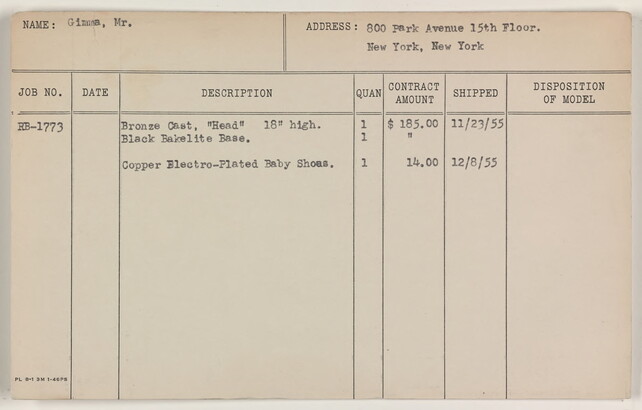 NAME: Gizma, Mr.
ADDRESS: 800 Park Avenue 15th Floor.
New York, New York
JOB NO. DATE DESCRIPTION QUAN CONTRACT AMOUNT SHIPPED DISPOSITION OF MODEL
HB-1773 Bronze Cast, "Head" 18" high. 1 $ 185.00 11/23/55
Black Bakelite Base. 1 "
Copper Electro-Plated Baby Shoes. 1 14.00 12/8/55